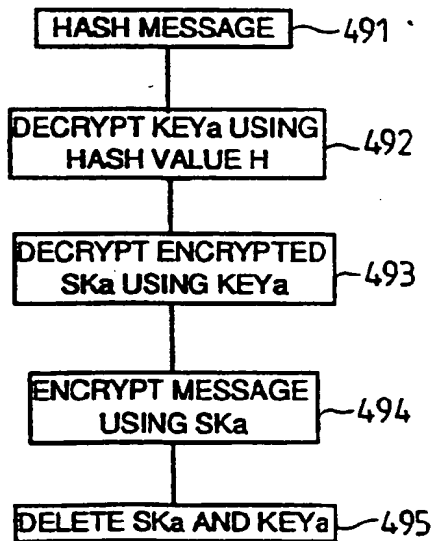 HASH MESSAGE
491
DECRYPT KEYa USING
HASH VALUE H
492
DECRYPT ENCRYPTED
SKa USING KEYa
493
ENCRYPT MESSAGE
USING SKa
494
DELETE SKa AND KEYa
495